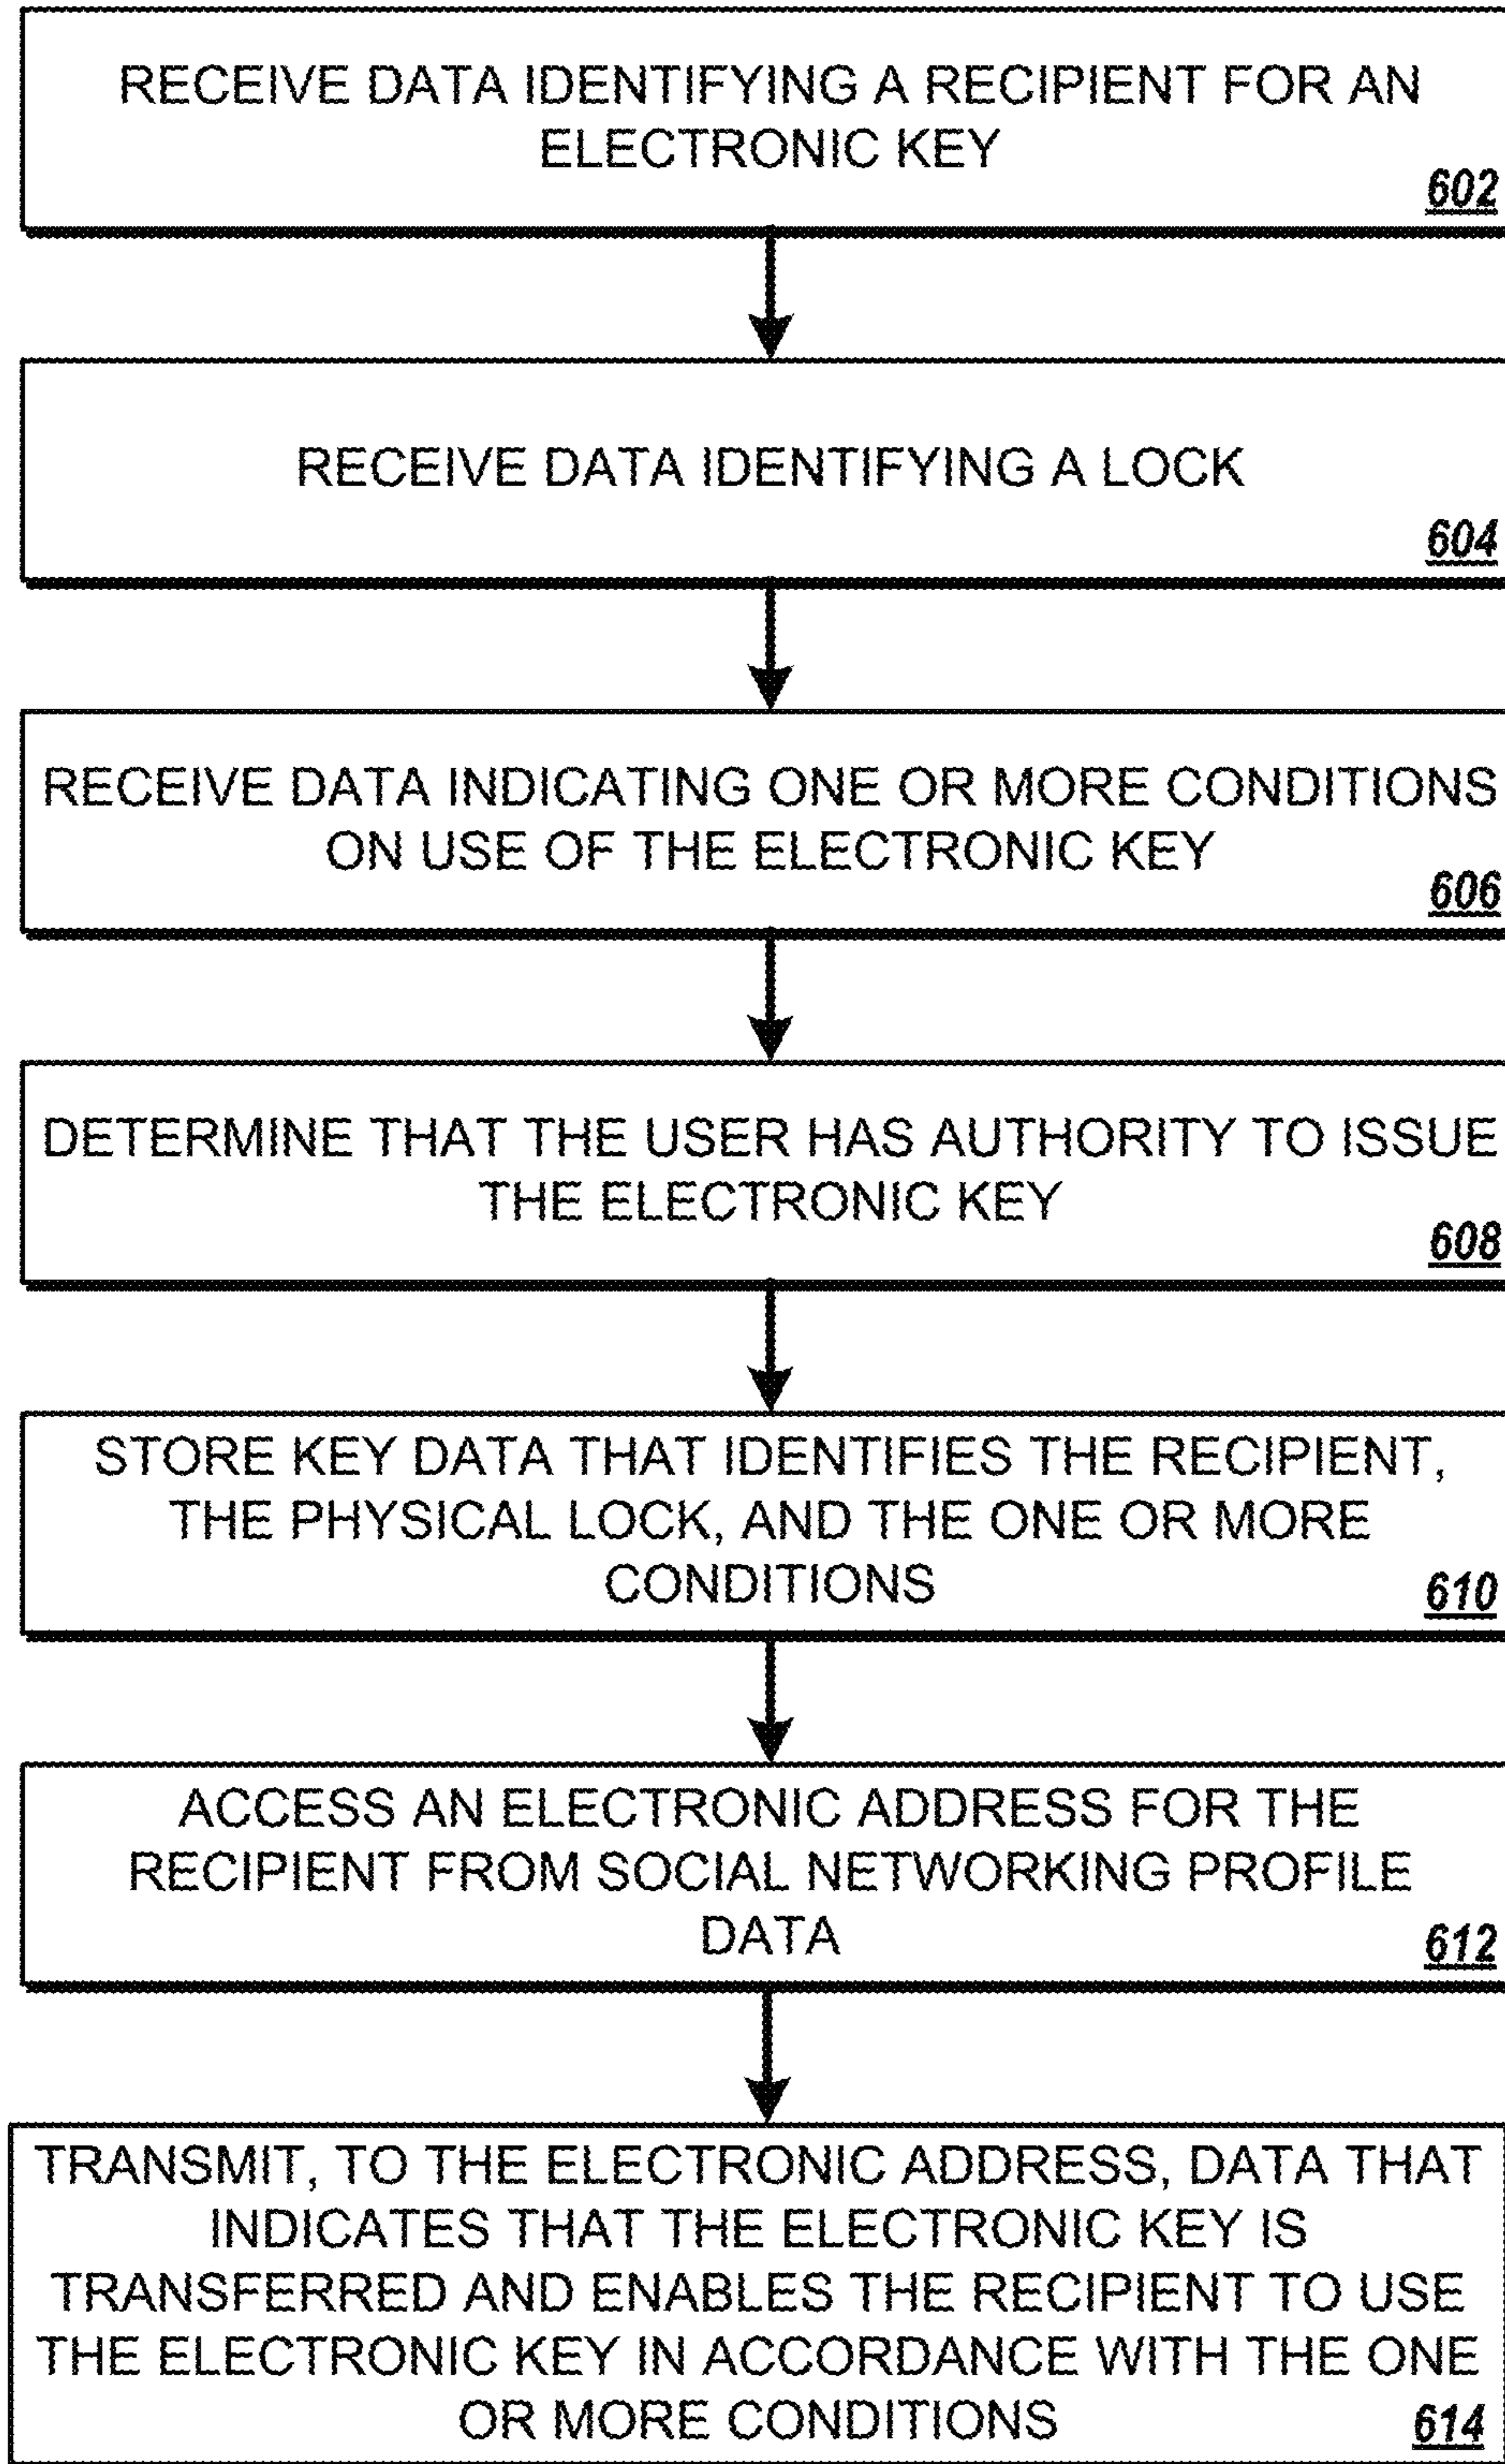 RECEIVE DATA IDENTIFYING A RECIPIENT FOR AN
ELECTRONIC KEY
602
RECEIVE DATA IDENTIFYING A LOCK
604
RECEIVE DATA INDICATING ONE OR MORE CONDITIONS
ON USE OF THE ELECTRONIC KEY
606
DETERMINE THAT THE USER HAS AUTHORITY TO ISSUE
THE ELECTRONIC KEY
608
STORE KEY DATA THAT IDENTIFIES THE RECIPIENT,
THE PHYSICAL LOCK, AND THE ONE OR MORE
CONDITIONS
610
ACCESS AN ELECTRONIC ADDRESS FOR THE
RECIPIENT FROM SOCIAL NETWORKING PROFILE
DATA
612
TRANSMIT, TO THE ELECTRONIC ADDRESS, DATA THAT
INDICATES THAT THE ELECTRONIC KEY IS
TRANSFERRED AND ENABLES THE RECIPIENT TO USE
THE ELECTRONIC KEY IN ACCORDANCE WITH THE ONE
OR MORE CONDITIONS
614